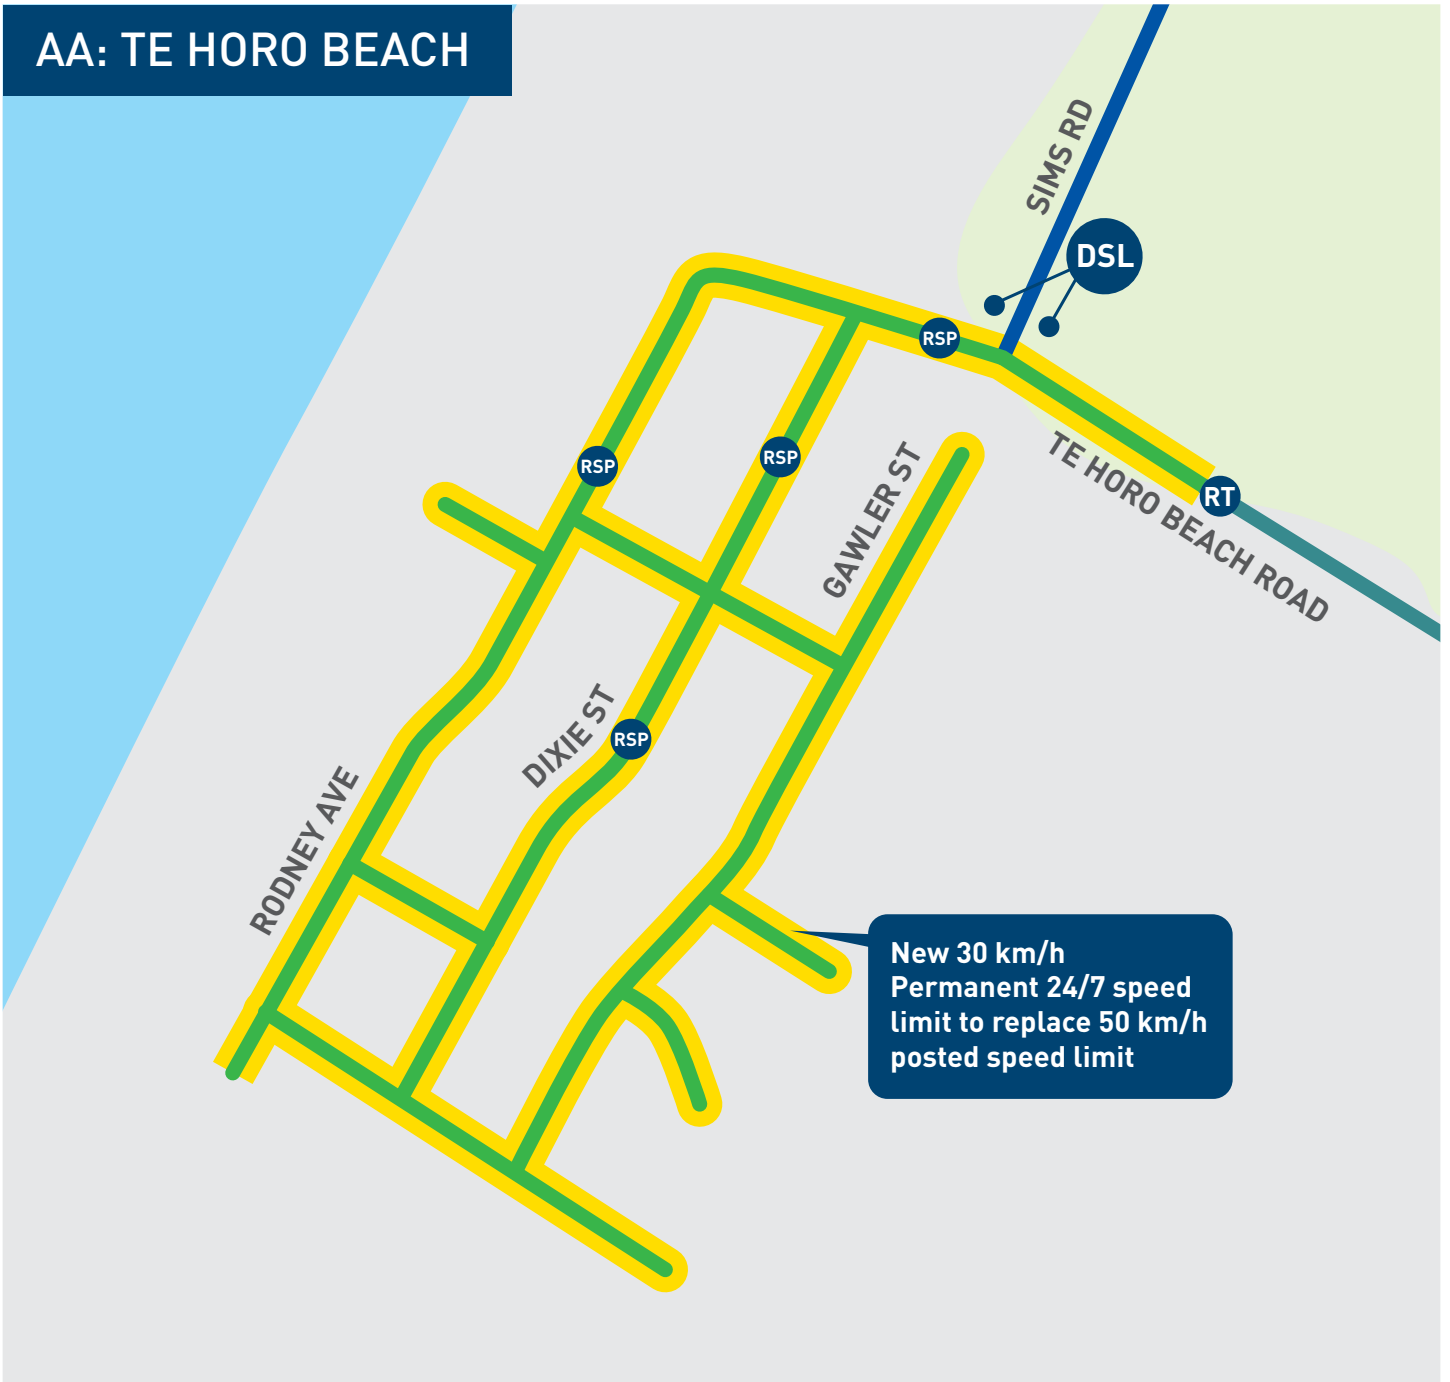 AA: TE HORO BEACH
SIMS RD
DSL
RSP
RSP
RSP
GAWLER ST
TE HORO BEACH ROAD
RT
DIXIE ST
RSP
RODNEY AVE
New 30 km/h
Permanent 24/7 speed
limit to replace 50 km/h
posted speed limit